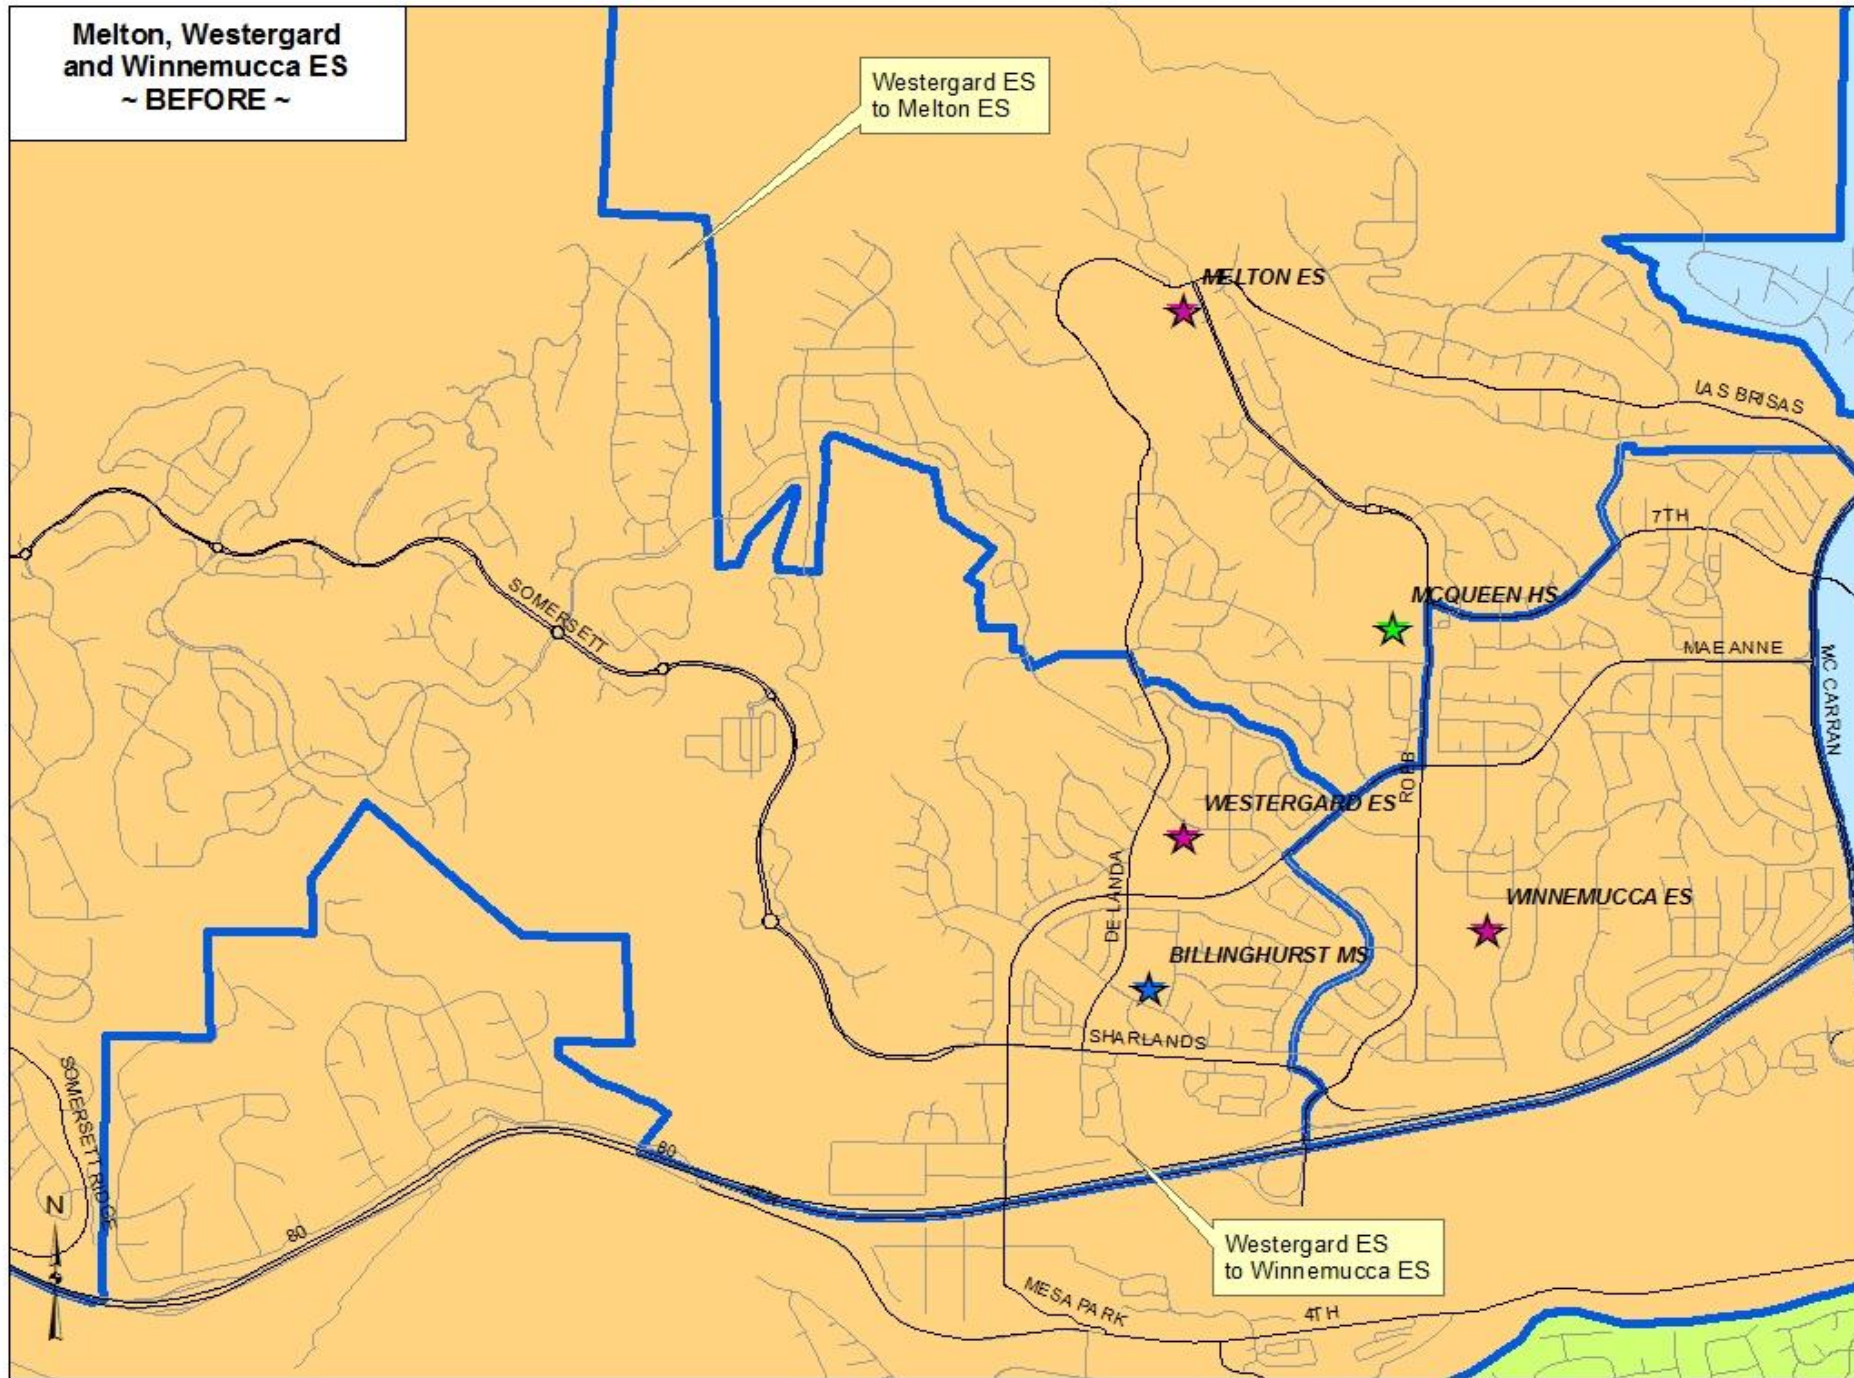 Melton, Westergard
and Winnemucca ES
~ BEFORE ~
Westergard ES
to Melton ES
MELTON ES
LAS BRISAS
7TH
MCQUEEN HS
SOMERSETT
MAE ANNE
MC CARRAN
ROBB
WESTERGARD ES
DE LANDA
WINNEMUCCA ES
BILLINGHURST MS
SHARLANDS
SOMERSETT RIDGE
80
N
80
Westergard ES
to Winnemucca ES
MESA PARK
4TH